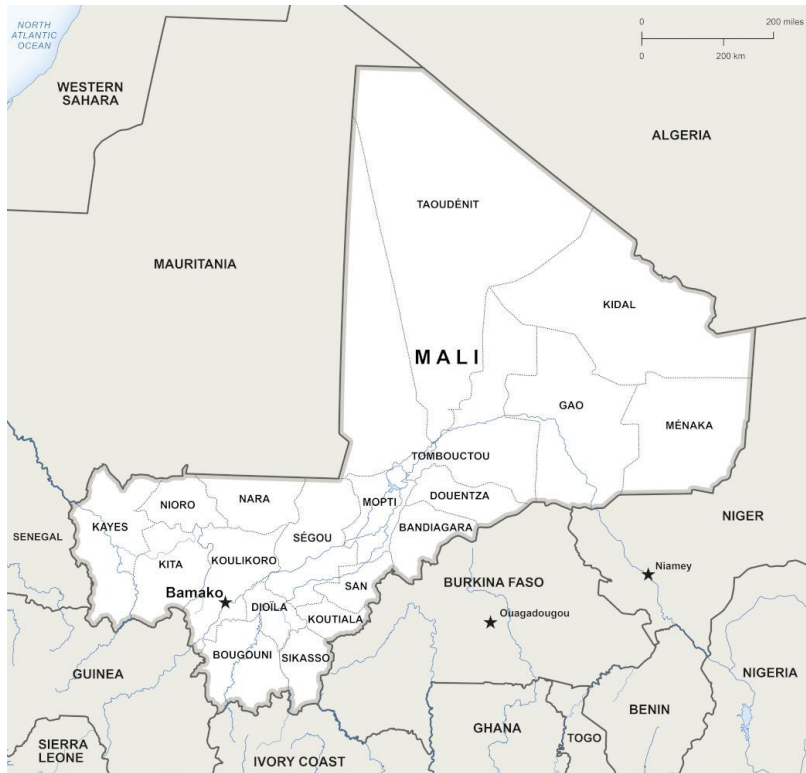 NORTH
ATLANTIC
OCEAN
0 200 miles
0 200 km
WESTERN
SAHARA
ALGERIA
TAOUDÉNIT
MAURITANIA
KIDAL
MALI
GAO
MÉNAKA
TOMBOUCTOU
DOUENTZA
MOPTI
NARA
NIORO
KAYES
BANDIAGARA
NIGER
SENEGAL
SÉGOU
KOULIKORO
KITA
Niamey
BURKINA FASO
SAN
Bamako
DIOÏLA
KOUTIALA
Ouagadougou
BOUGOUNI
SIKASSO
GUINEA
NIGERIA
BENIN
GHANA
TOGO
SIERRA
LEONE
IVORY COAST